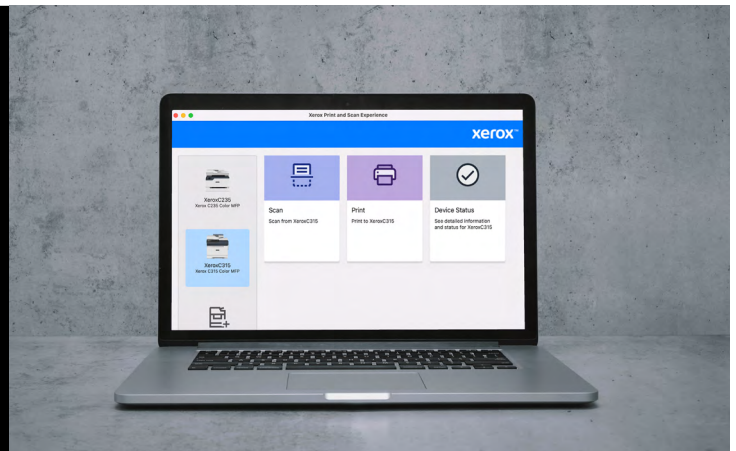 Xerox Print and Scan Experience
xerox™
XeroxC235
Xerox C235 Color MFP
XeroxC315
Xerox C315 Color MFP
Scan
Scan from XeroxC315
Print
Print to XeroxC315
Device Status
See detailed information
and status for XeroxC315